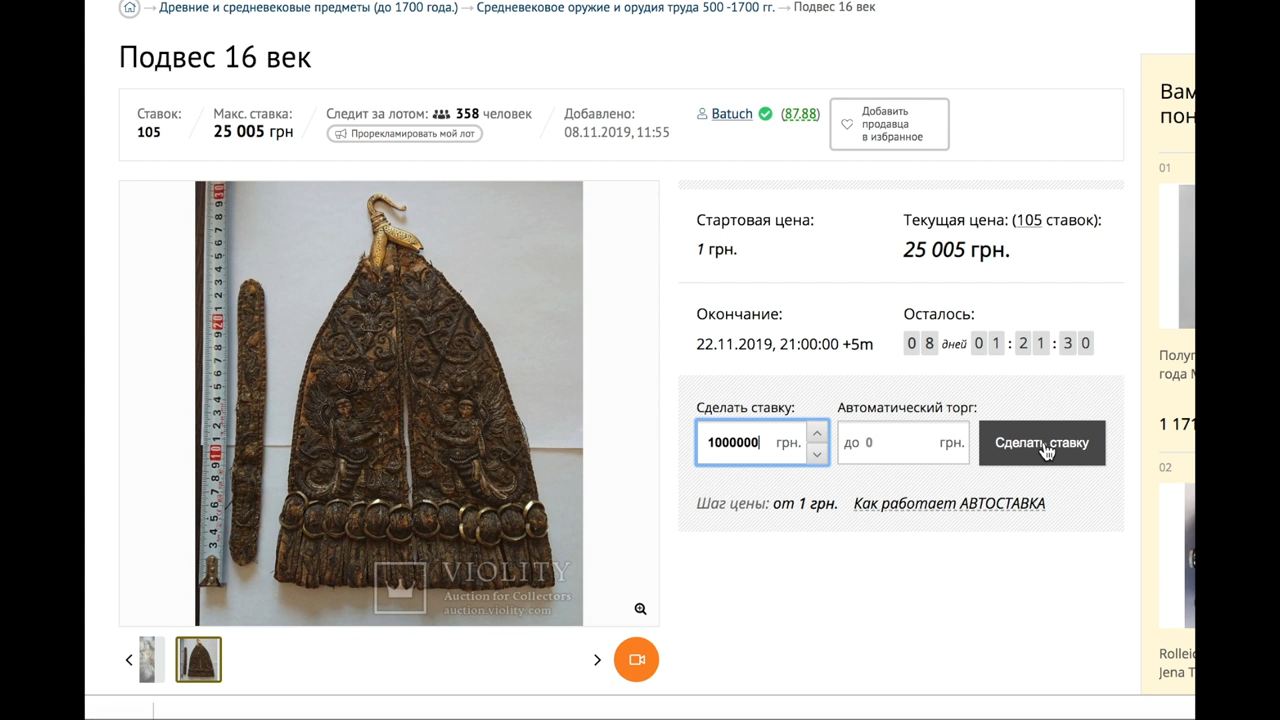 Древние и средневековые предметы (до 1700 года.) → Средневековое оружие и орудия труда 500 -1700 гг. → Подвес 16 век
Подвес 16 век
Ставок:
105
Макс. ставка:
25 005 грн
Следит за лотом: 358 человек
Прорекламировать мой лот
Добавлено:
08.11.2019, 11:55
Batuch (8788)
Добавить
продавца
в избранное
Стартовая цена:
1 грн.
Текущая цена: (105 ставок):
25 005 грн.
Окончание:
22.11.2019, 21:00:00 +5m
Осталось:
08 дней 01:21:30
Сделать ставку:
1000000 грн.
Автоматический торг:
до 0 грн.
Сделать ставку
Шаг цены: от 1 грн. Как работает АВТОСТАВКА
VIOLITY
Auction for Collectors
auction.violity.com
Вам
01
года
1 171
02
Jena